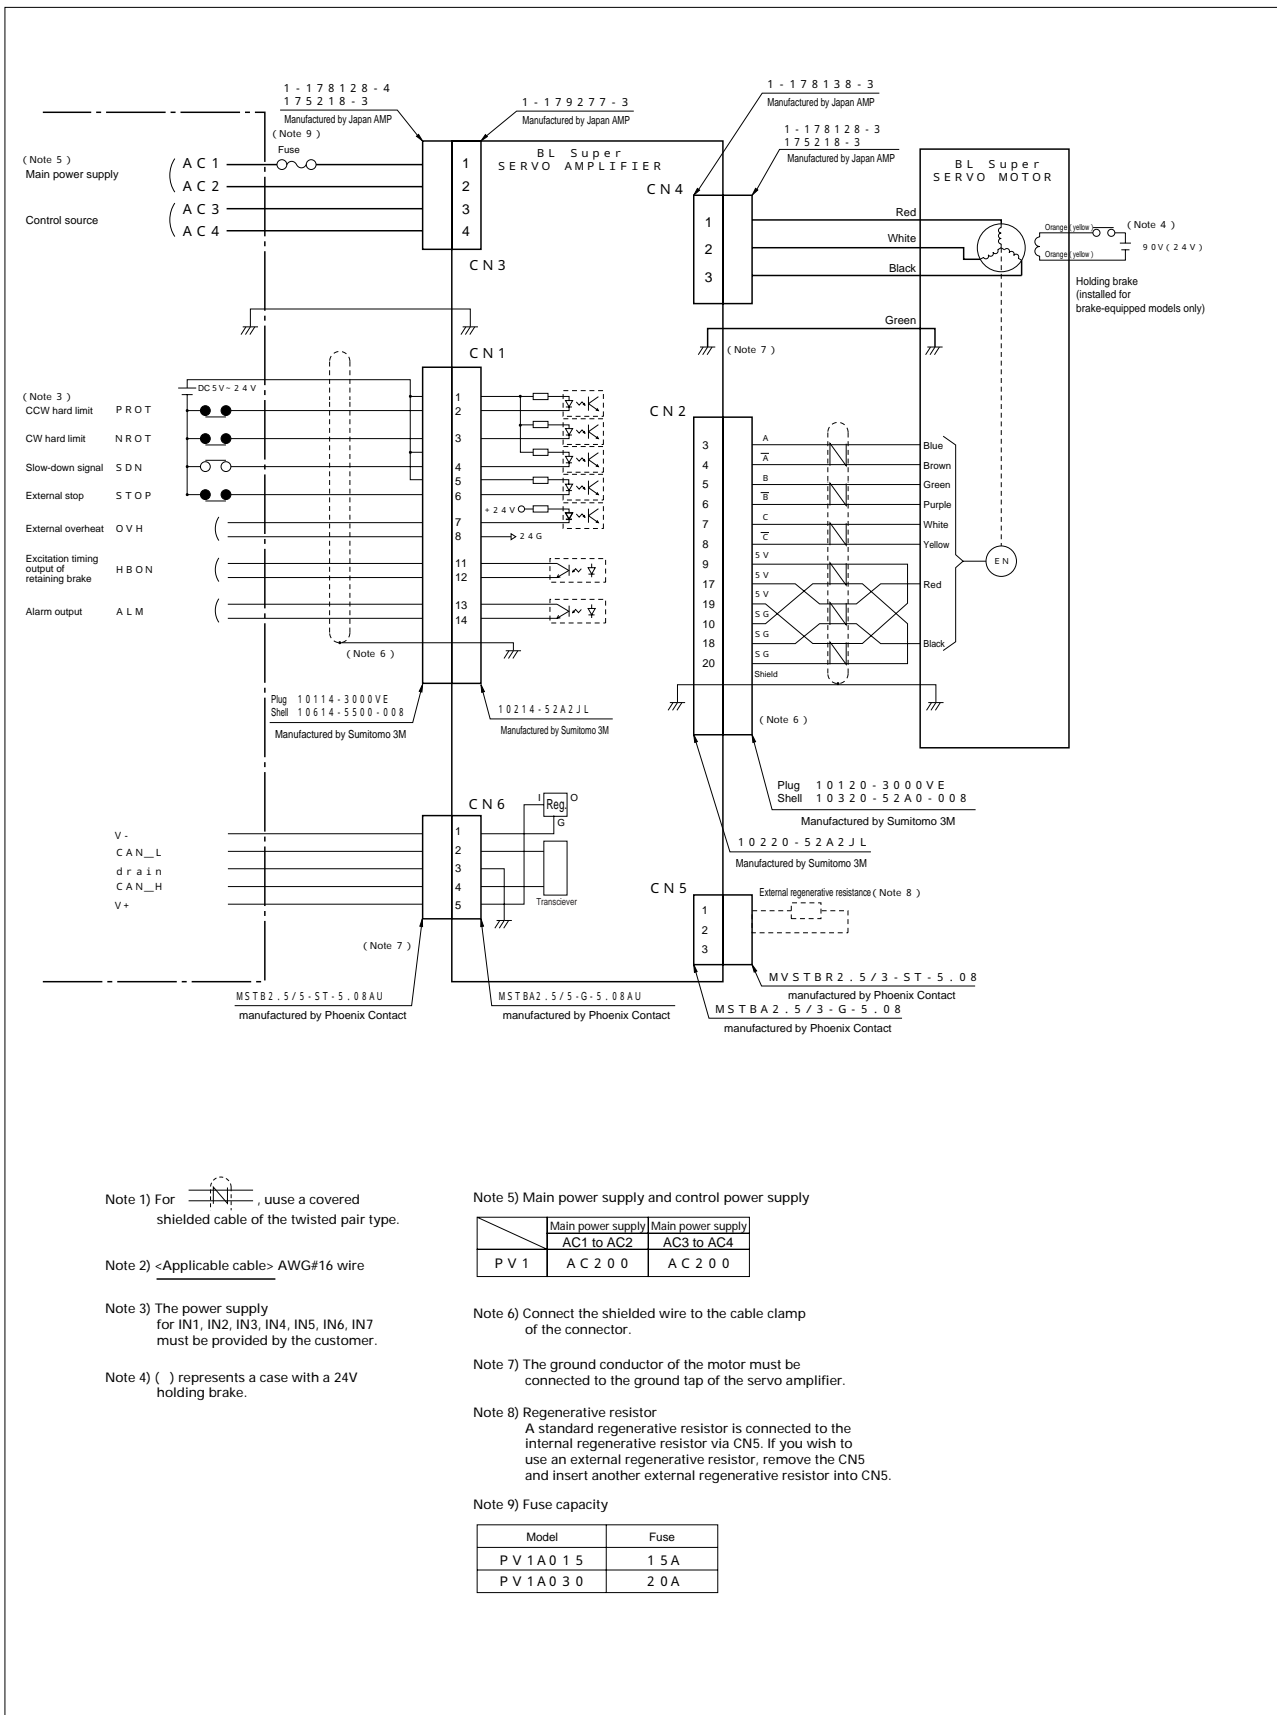 1-178128-4
175218-3
Manufactured by Japan AMP
1-179277-3
Manufactured by Japan AMP
1-178138-3
Manufactured by Japan AMP
1-178128-3
175218-3
Manufactured by Japan AMP
(Note 9)
Fuse
(Note 5)
Main power supply
AC1
AC2
Control source
AC3
AC4
1
2
3
4
CN3
BL Super
SERVO AMPLIFIER
CN4
1
2
3
Red
White
Black
Green
(Note 7)
BL Super
SERVO MOTOR
Orange(yellow)
Orange(yellow)
(Note 4)
90V(24V)
Holding brake
(installed for
brake-equipped models only)
CN1
DC5V~24V
(Note 3)
CCW hard limit PROT
CW hard limit NROT
Slow-down signal SDN
External stop STOP
External overheat OVH
Excitation timing
output of
retaining brake
HBON
Alarm output ALM
1
2
3
4
5
6
7
8
11
12
13
14
+24V
24G
(Note 6)
Plug 10114-3000VE
Shell 10614-5500-008
Manufactured by Sumitomo 3M
10214-52A2JL
Manufactured by Sumitomo 3M
CN2
3 A Blue
4 A̅ Brown
5 B Green
6 B̅ Purple
7 C White
8 C̅ Yellow
9 5V
17 5V Red
19 5V
10 SG
18 SG Black
20 SG
Shield
EN
(Note 6)
Plug 10120-3000VE
Shell 10320-52A0-008
Manufactured by Sumitomo 3M
10220-52A2JL
Manufactured by Sumitomo 3M
CN6
V-
CAN_L
drain
CAN_H
V+
1
2
3
4
5
I
Reg.
O
G
Transciever
(Note 7)
MSTB2.5/5-ST-5.08AU
manufactured by Phoenix Contact
MSTBA2.5/5-G-5.08AU
manufactured by Phoenix Contact
CN5
1
2
3
External regenerative resistance(Note 8)
MVSTBR2.5/3-ST-5.08
manufactured by Phoenix Contact
MSTBA2.5/3-G-5.08
manufactured by Phoenix Contact
Note 1) For , uuse a covered
shielded cable of the twisted pair type.
Note 2) <Applicable cable> AWG#16 wire
Note 3) The power supply
for IN1, IN2, IN3, IN4, IN5, IN6, IN7
must be provided by the customer.
Note 4) ( ) represents a case with a 24V
holding brake.
Note 5) Main power supply and control power supply
Main power supply Main power supply
AC1 to AC2 AC3 to AC4
PV1 AC200 AC200
Note 6) Connect the shielded wire to the cable clamp
of the connector.
Note 7) The ground conductor of the motor must be
connected to the ground tap of the servo amplifier.
Note 8) Regenerative resistor
A standard regenerative resistor is connected to the
internal regenerative resistor via CN5. If you wish to
use an external regenerative resistor, remove the CN5
and insert another external regenerative resistor into CN5.
Note 9) Fuse capacity
Model Fuse
PV1A015 15A
PV1A030 20A